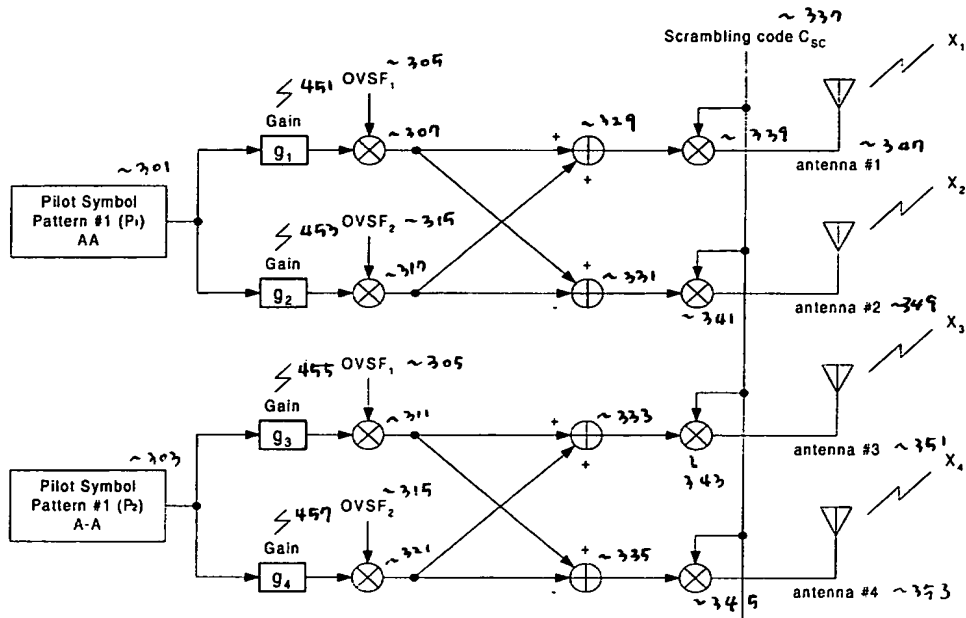 ~337
Scrambling code C_SC
X₁
~305
451
OVSF₁
Gain
g₁
~307
+
~329
+
~339
~347
antenna #1
~301
Pilot Symbol
Pattern #1 (P₁)
AA
X₂
453
OVSF₂ ~315
Gain
g₂
~317
+
-
~331
~341
antenna #2 ~349
X₃
455
OVSF₁ ~305
Gain
g₃
~311
+
~333
+
343
antenna #3 ~351
X₄
~303
Pilot Symbol
Pattern #1 (P₂)
A-A
457
OVSF₂ ~315
Gain
g₄
~321
+
-
~335
~345
antenna #4 ~353